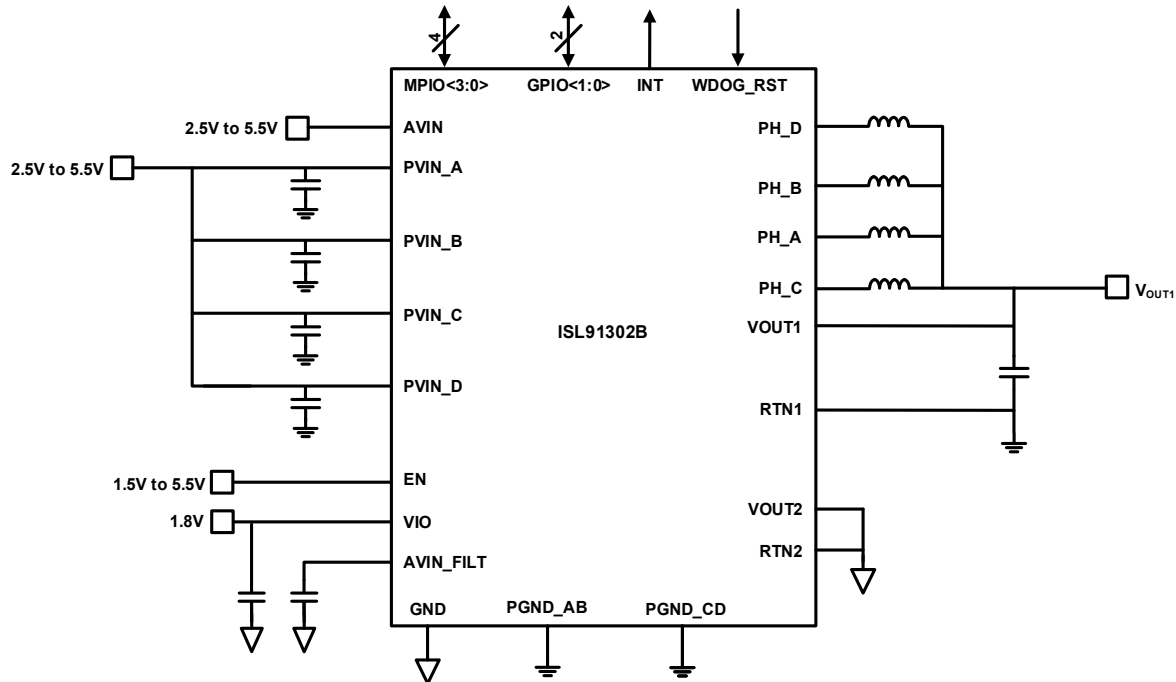 4
2
MPIO<3:0> GPIO<1:0> INT WDOG_RST
2.5V to 5.5V AVIN PH_D
2.5V to 5.5V PVIN_A
PH_B
PVIN_B PH_A
PH_C VOUT1
PVIN_C VOUT1
ISL91302B
PVIN_D
RTN1
1.5V to 5.5V EN
VOUT2
1.8V VIO
RTN2
AVIN_FILT
GND PGND_AB PGND_CD